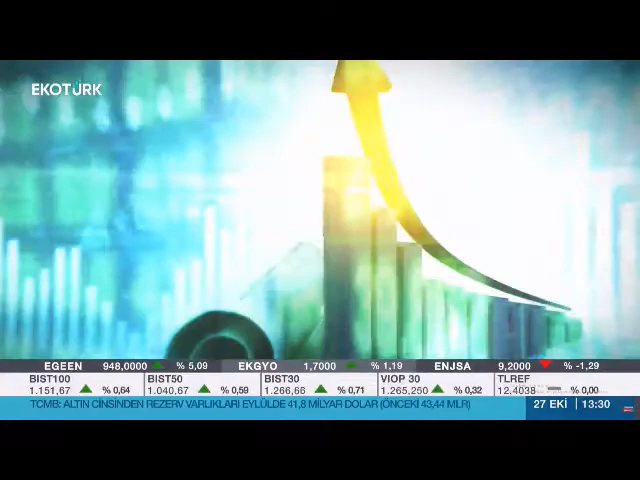 EKOTÜRK
EGEEN 948,0000 % 5,09 EKGYO 1,7000 % 1,19 ENJSA 9,2000 % -1,29
BIST100 BIST50 BIST30 VIOP 30 TLREF
1.151,67 % 0,64 1.040,67 % 0,59 1.266,66 % 0,71 1.265,250 % 0,32 12,4038 % 0,00
TCMB: ALTIN CİNSİNDEN REZERV VARLIKLARI EYLÜLDE 41,8 MİLYAR DOLAR (ÖNCEKİ 43,44 MLR) 27 EKİ 13:30